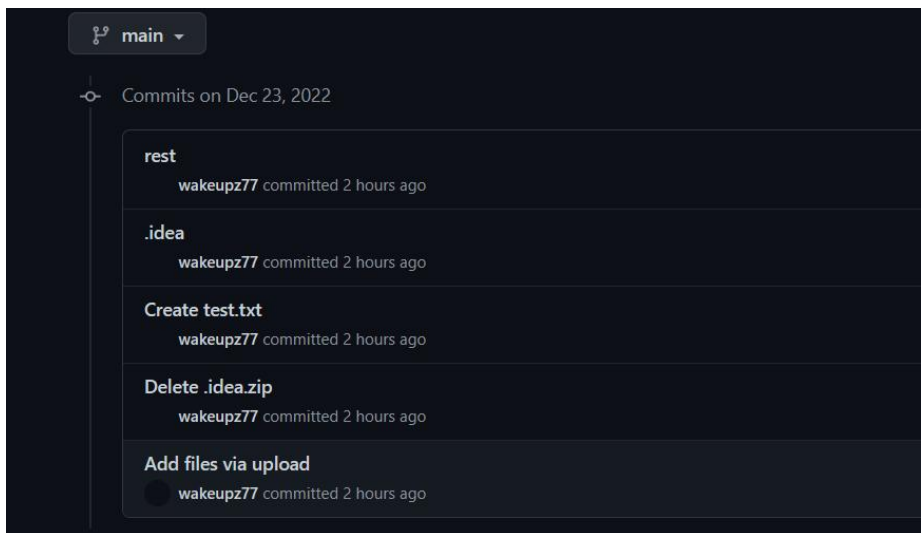 main
Commits on Dec 23, 2022
rest
wakeupz77 committed 2 hours ago
.idea
wakeupz77 committed 2 hours ago
Create test.txt
wakeupz77 committed 2 hours ago
Delete .idea.zip
wakeupz77 committed 2 hours ago
Add files via upload
wakeupz77 committed 2 hours ago